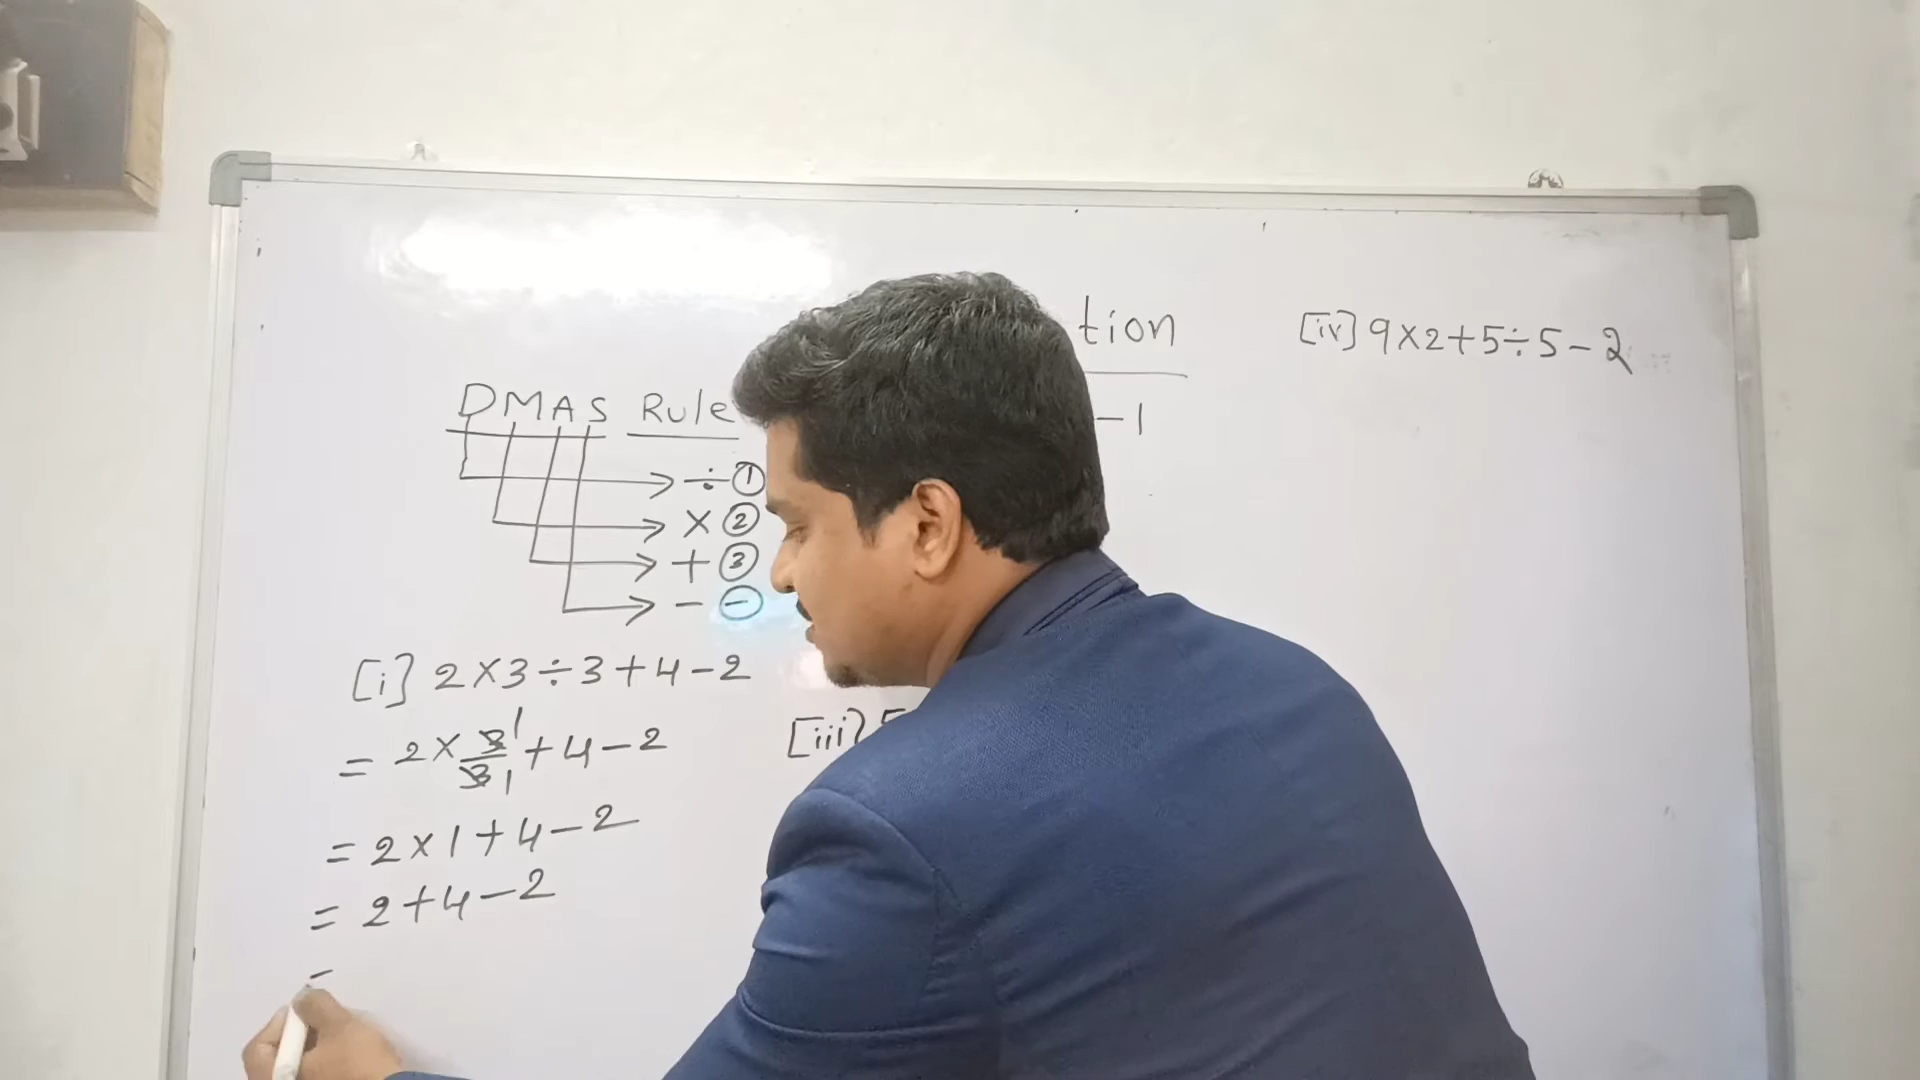 tion
DMAS Rule
÷ ①
× ②
+ ③
- ⊖
-1
[i] 2×3÷3+4-2
= 2×3/3+4-2
= 2×1+4-2
= 2+4-2
[iii] 5
[iv] 9×2+5÷5-2